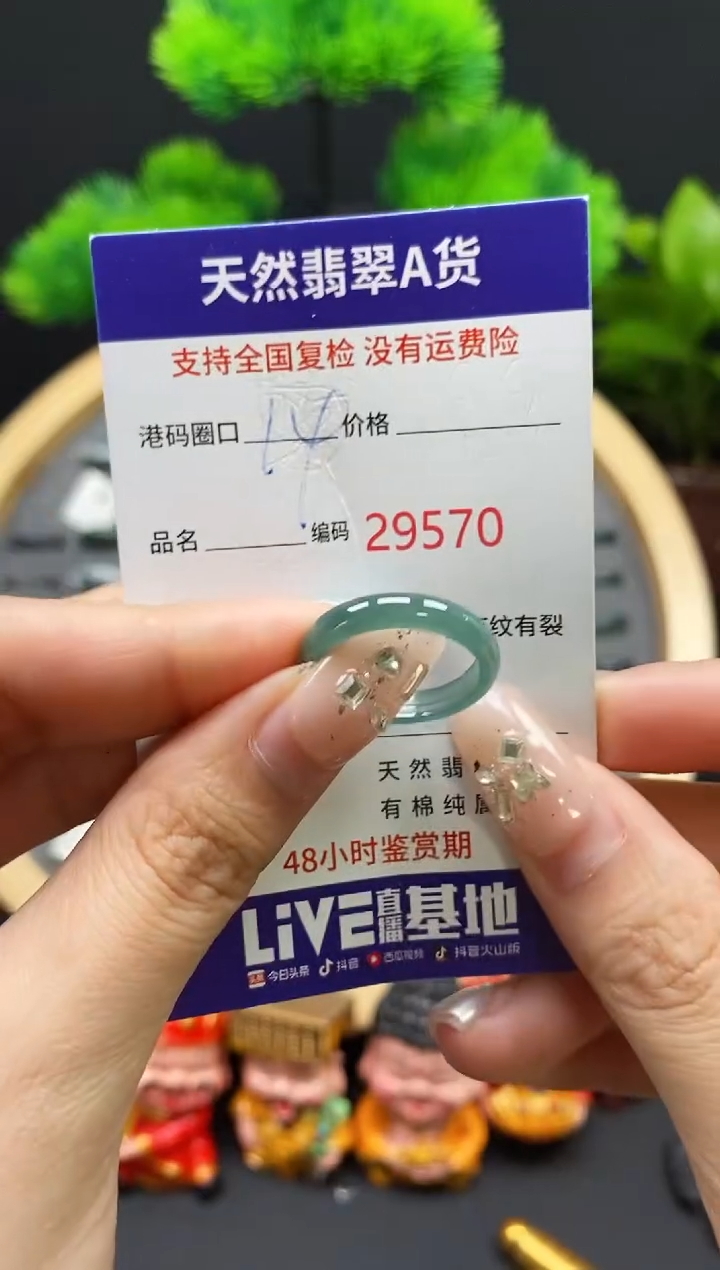 天然翡翠A货
支持全国复检 没有运费险
港码圈口 14 价格
品名 编码 29570
纹有裂
天然翡
有棉纯属
48小时鉴赏期
LiVE直播基地
今日头条 抖音 西瓜视频 抖音火山版